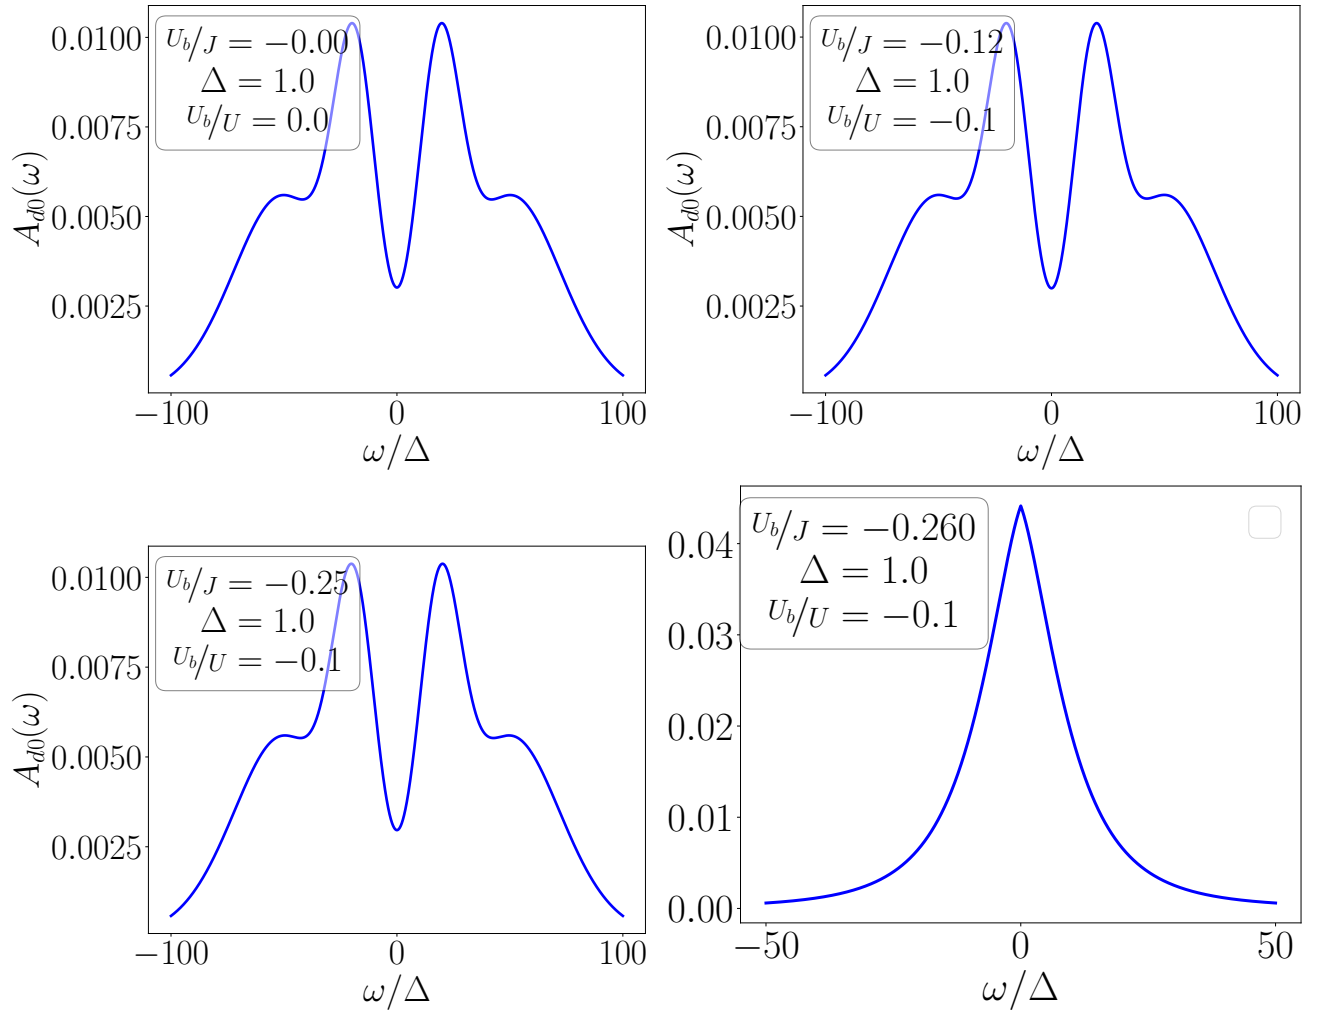 0.0100
0.0075
0.0050
0.0025
A_{d0}(ω)
U_b/J = −0.00
Δ = 1.0
U_b/U = 0.0
−100
0
100
ω/Δ
0.0100
0.0075
0.0050
0.0025
A_{d0}(ω)
U_b/J = −0.12
Δ = 1.0
U_b/U = −0.1
−100
0
100
ω/Δ
0.0100
0.0075
0.0050
0.0025
A_{d0}(ω)
U_b/J = −0.25
Δ = 1.0
U_b/U = −0.1
−100
0
100
ω/Δ
0.04
0.03
0.02
0.01
0.00
U_b/J = −0.260
Δ = 1.0
U_b/U = −0.1
−50
0
50
ω/Δ